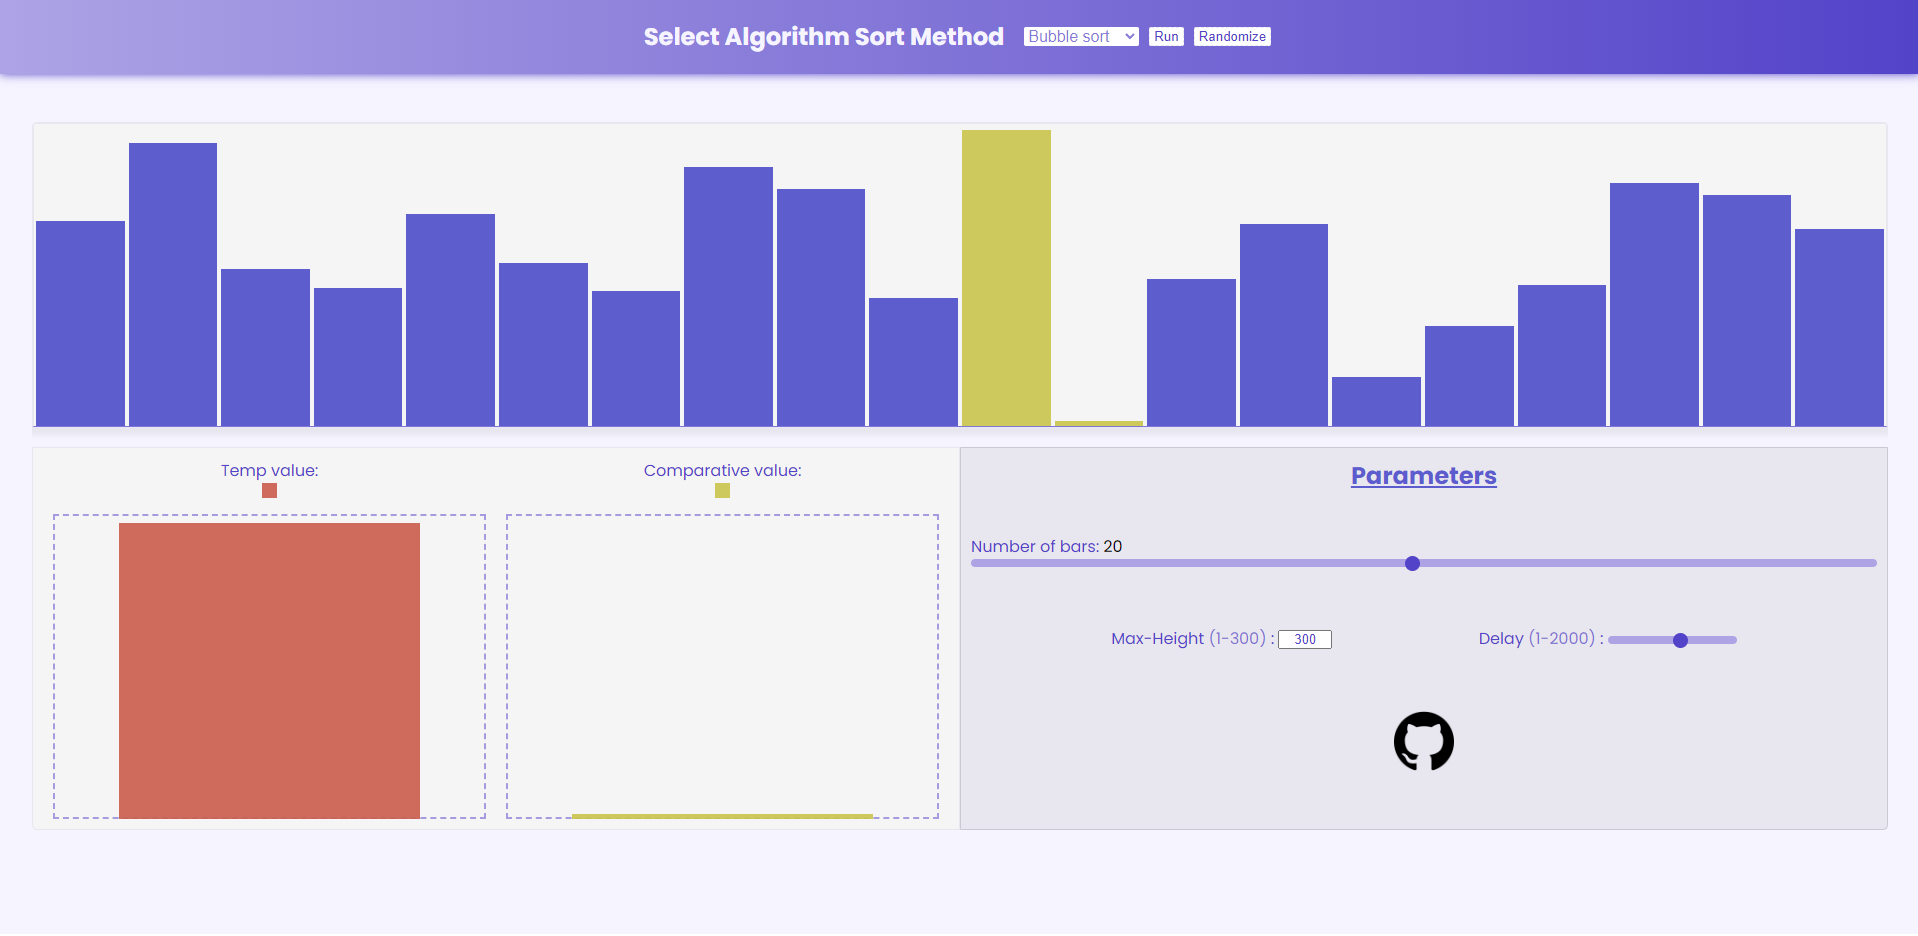 Select Algorithm Sort Method Bubble sort Run Randomize
Temp value:
Comparative value:
Parameters
Number of bars: 20
Max-Height (1-300) : 300
Delay (1-2000) :